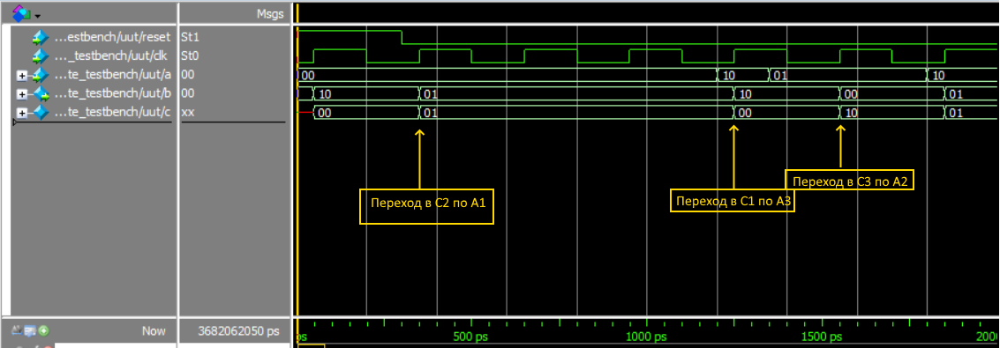 Msgs
...estbench/uut/reset St1
..._testbench/uut/clk St0
...te_testbench/uut/a 00 00 10 01 10
...te_testbench/uut/b 00 10 01 10 00 01
...te_testbench/uut/c xx 00 01 00 10 01
Переход в C3 по A2
Переход в C2 по A1
Переход в C1 по A3
Now 3682062050 ps ps 500 ps 1000 ps 1500 ps 200